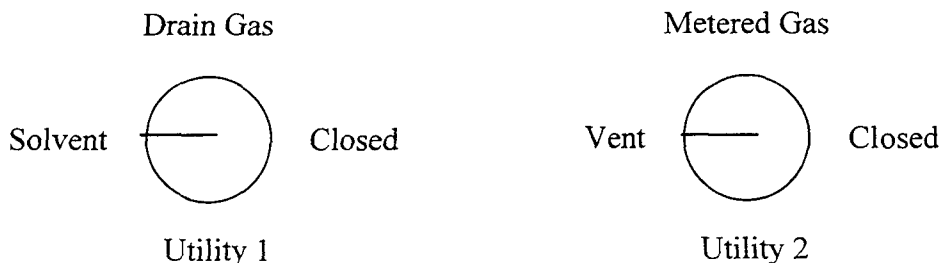 Drain Gas
Metered Gas
Solvent
Closed
Vent
Closed
Utility 1
Utility 2